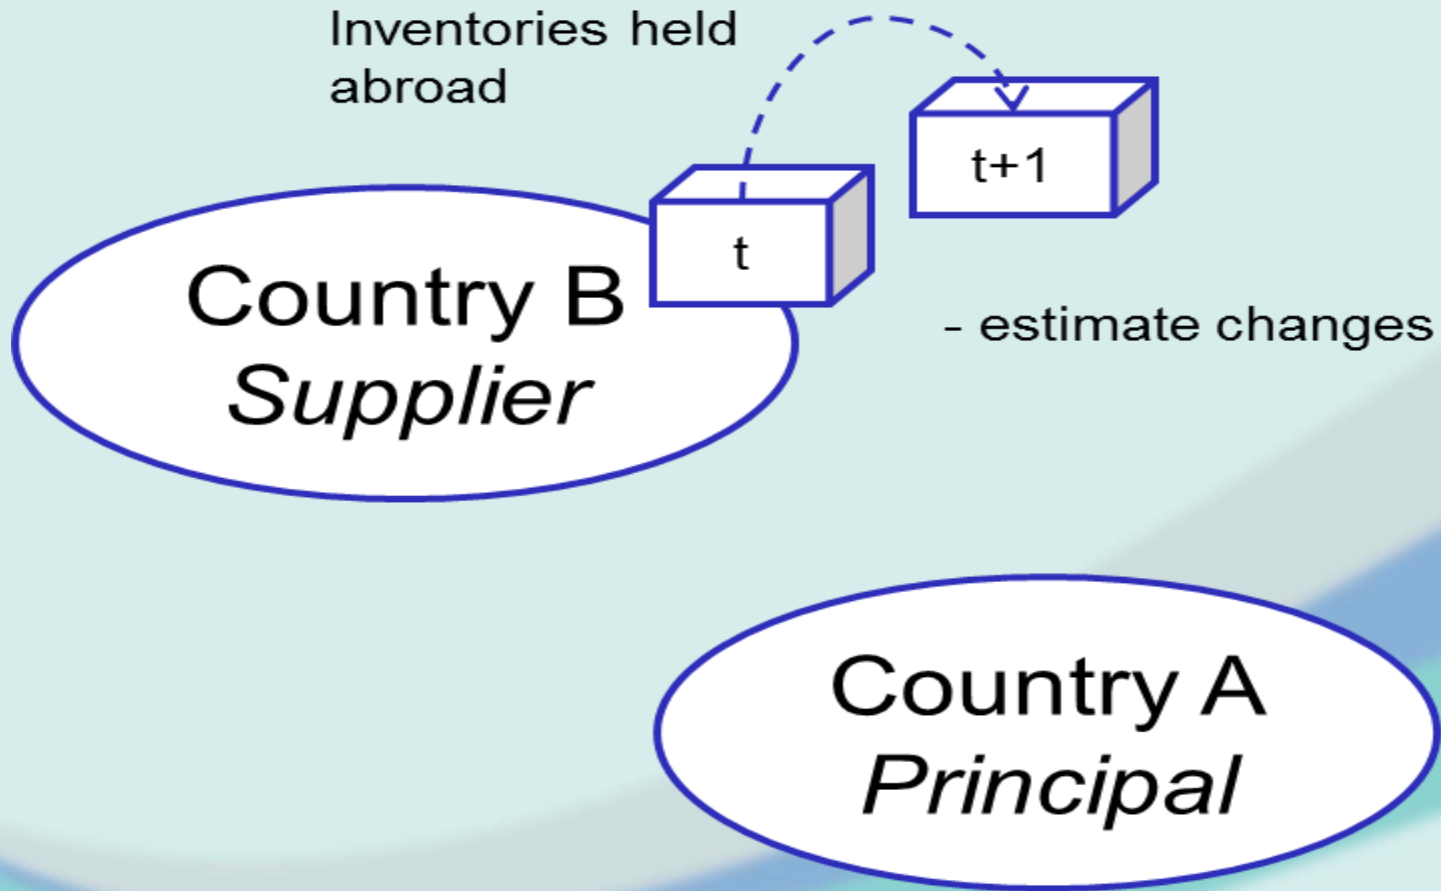 Inventories held
abroad
t+1
t
Country B
Supplier
- estimate changes
Country A
Principal